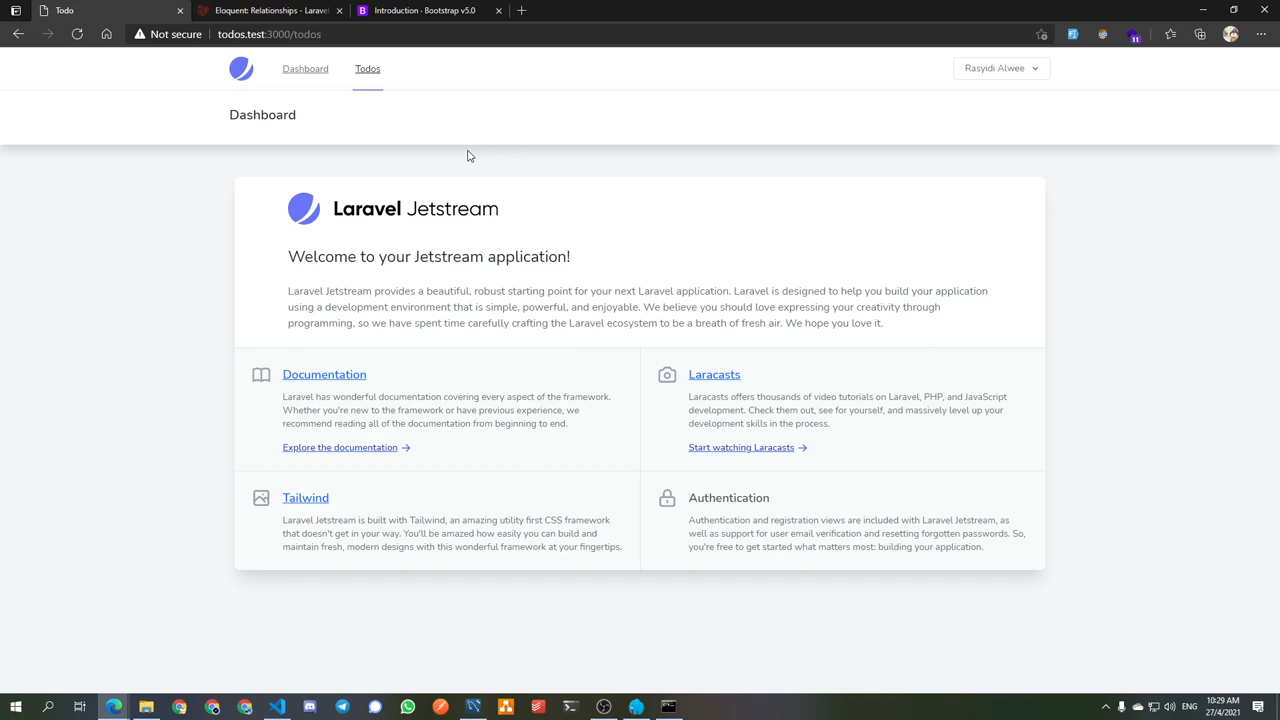 Todo
Eloquent: Relationships - Laravel
Introduction · Bootstrap v5.0
Not secure
todos.test:3000/todos
11
Dashboard
Todos
Rasyidi Alwee
Dashboard
Laravel Jetstream
Welcome to your Jetstream application!
Laravel Jetstream provides a beautiful, robust starting point for your next Laravel application. Laravel is designed to help you build your application
using a development environment that is simple, powerful, and enjoyable. We believe you should love expressing your creativity through
programming, so we have spent time carefully crafting the Laravel ecosystem to be a breath of fresh air. We hope you love it.
Documentation
Laravel has wonderful documentation covering every aspect of the framework.
Whether you're new to the framework or have previous experience, we
recommend reading all of the documentation from beginning to end.
Explore the documentation
Laracasts
Laracasts offers thousands of video tutorials on Laravel, PHP, and JavaScript
development. Check them out, see for yourself, and massively level up your
development skills in the process.
Start watching Laracasts
Tailwind
Laravel Jetstream is built with Tailwind, an amazing utility first CSS framework
that doesn't get in your way. You'll be amazed how easily you can build and
maintain fresh, modern designs with this wonderful framework at your fingertips.
Authentication
Authentication and registration views are included with Laravel Jetstream, as
well as support for user email verification and resetting forgotten passwords. So,
you're free to get started what matters most: building your application.
ENG
10:29 AM
27/4/2021